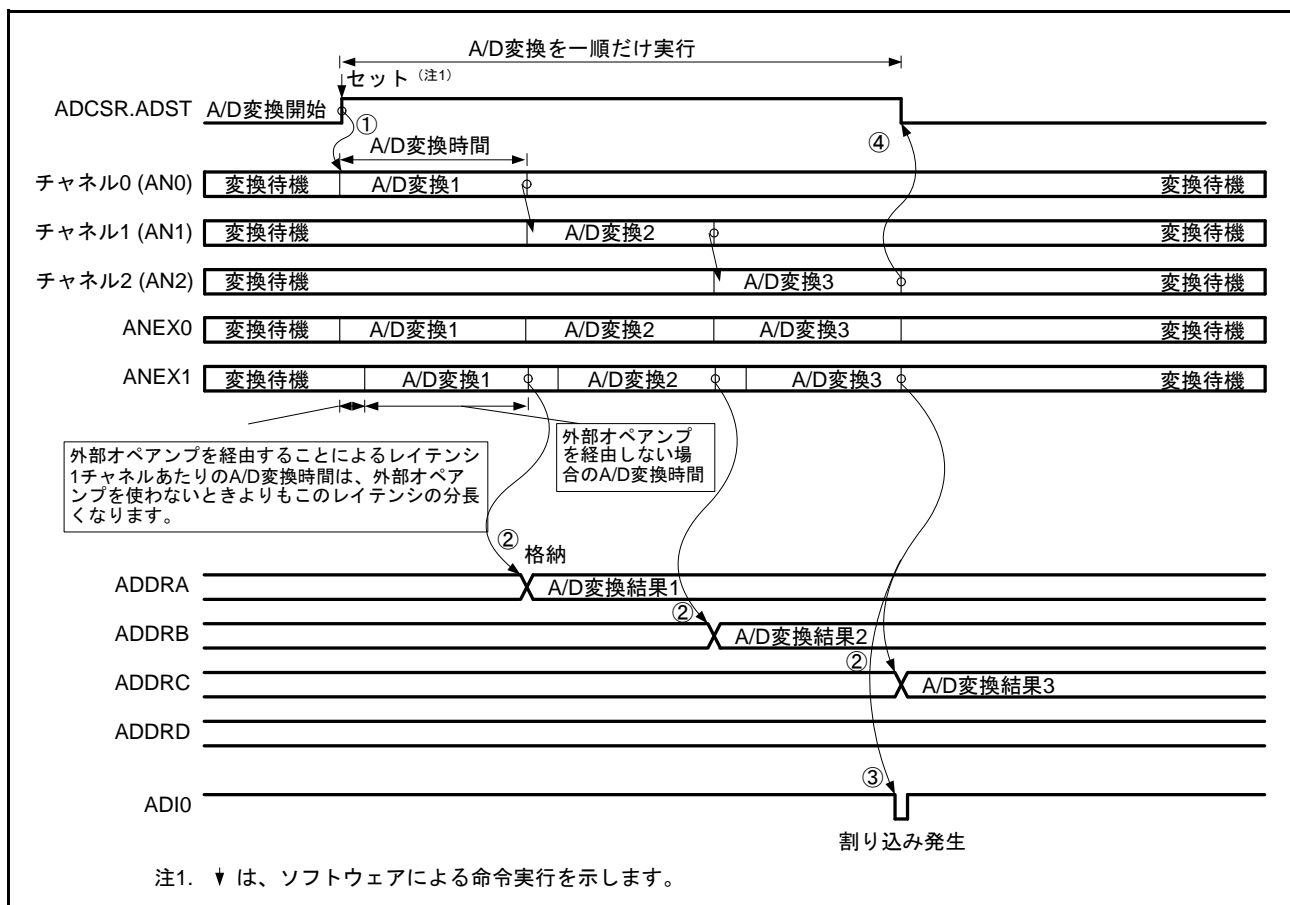 A/D変換を一順だけ実行
セット（注1）
ADCSR.ADST A/D変換開始
① ④
A/D変換時間
チャネル0 (AN0) 変換待機 A/D変換1 変換待機
チャネル1 (AN1) 変換待機 A/D変換2 変換待機
チャネル2 (AN2) 変換待機 A/D変換3 変換待機
ANEX0 変換待機 A/D変換1 A/D変換2 A/D変換3 変換待機
ANEX1 変換待機 A/D変換1 A/D変換2 A/D変換3 変換待機
外部オペアンプを経由することによるレイテンシ
1チャネルあたりのA/D変換時間は、外部オペア
ンプを使わないときよりもこのレイテンシの分長
くなります。
外部オペアンプ
を経由しない場
合のA/D変換時間
② 格納
ADDRA A/D変換結果1
②
ADDRB A/D変換結果2
②
ADDRC A/D変換結果3
ADDRD
③
ADI0
割り込み発生
注1. は、ソフトウェアによる命令実行を示します。